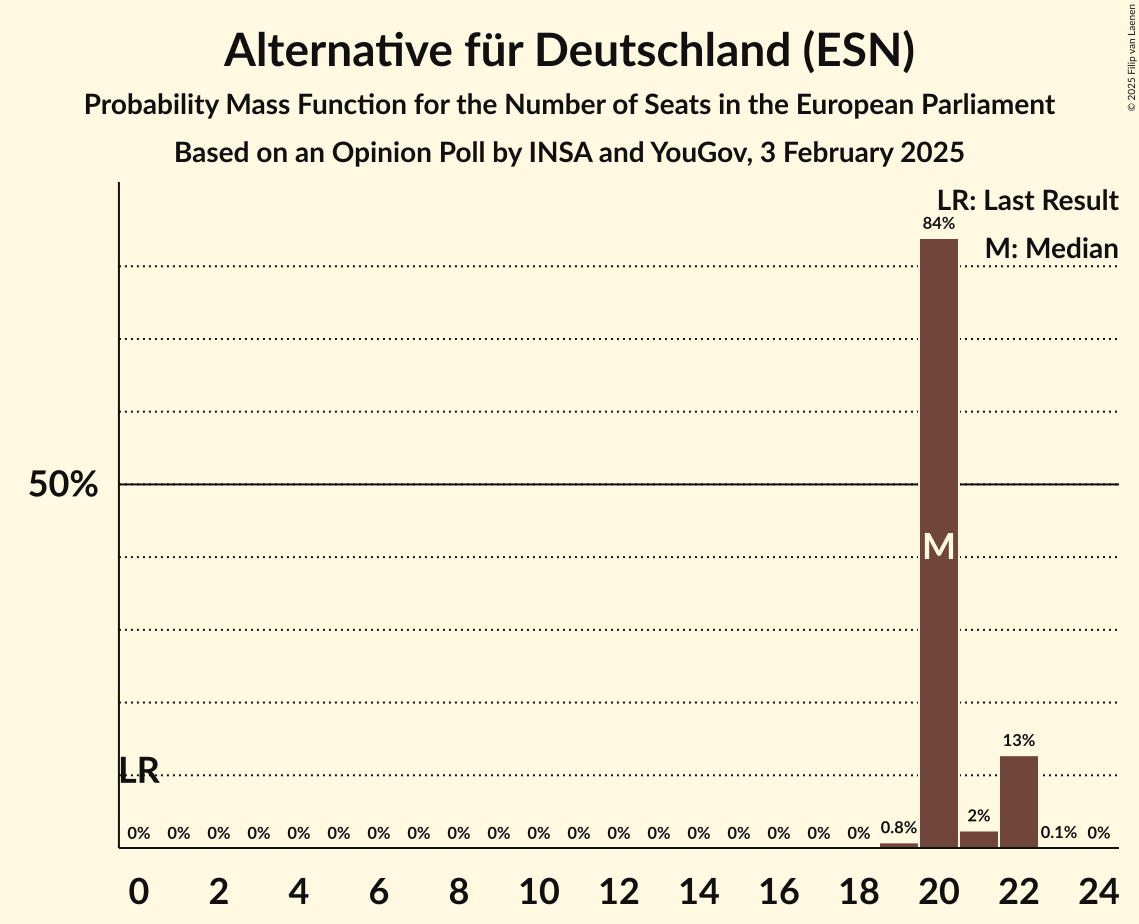 Alternative für Deutschland (ESN)
Probability Mass Function for the Number of Seats in the European Parliament
Based on an Opinion Poll by INSA and YouGov, 3 February 2025
© 2025 Filip van Laenen
LR: Last Result
84%
M: Median
50%
M
13%
LR
0% 0% 0% 0% 0% 0% 0% 0% 0% 0% 0% 0% 0% 0% 0% 0% 0% 0% 0% 0.8% 2% 0.1% 0%
0 2 4 6 8 10 12 14 16 18 20 22 24